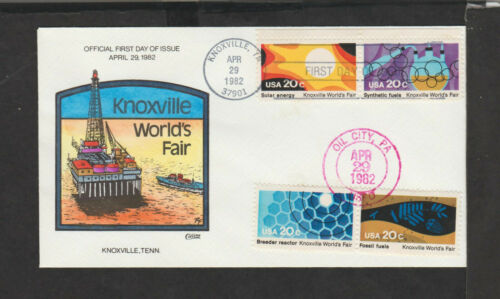 OFFICIAL FIRST DAY OF ISSUE
APRIL 29, 1982
Knoxville
World's
Fair
KNOXVILLE, TENN.
KNOXVILLE, TN
APR
29
1982
37901
FIRST DAY OF
USA 20c
Solar energy Knoxville World's Fair
USA 20c
Synthetic fuels Knoxville World's Fair
OIL CITY, PA
APR
29
1982
USA 20c
Breeder reactor Knoxville World's Fair
USA 20c
Fossil fuels Knoxville World's Fair